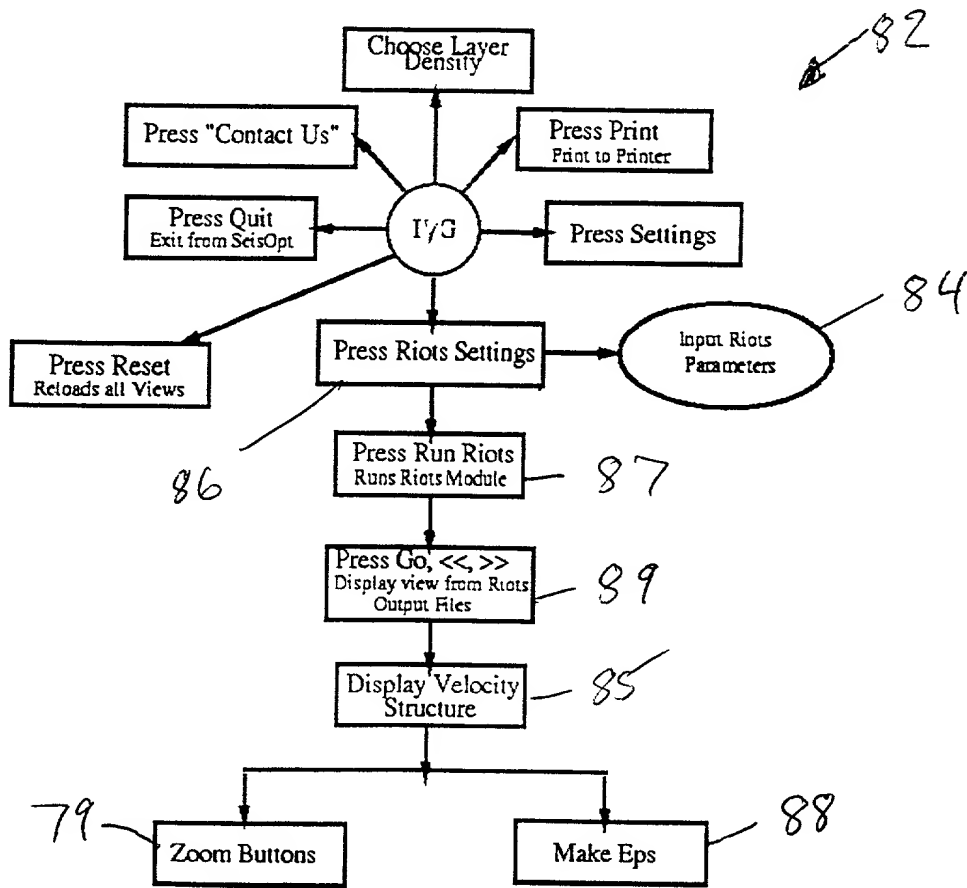 Choose Layer
Density
82
Press "Contact Us"
Press Print
Print to Printer
Press Quit
Exit from SeisOpt
Press Settings
84
Press Riots Settings
Input Riots
Parameters
Press Reset
Reloads all Views
86
Press Run Riots
Runs Riots Module
87
Press Go, <<, >>
Display view from Riots
Output Files
89
Display Velocity
Structure
85
79
Zoom Buttons
Make Eps
88